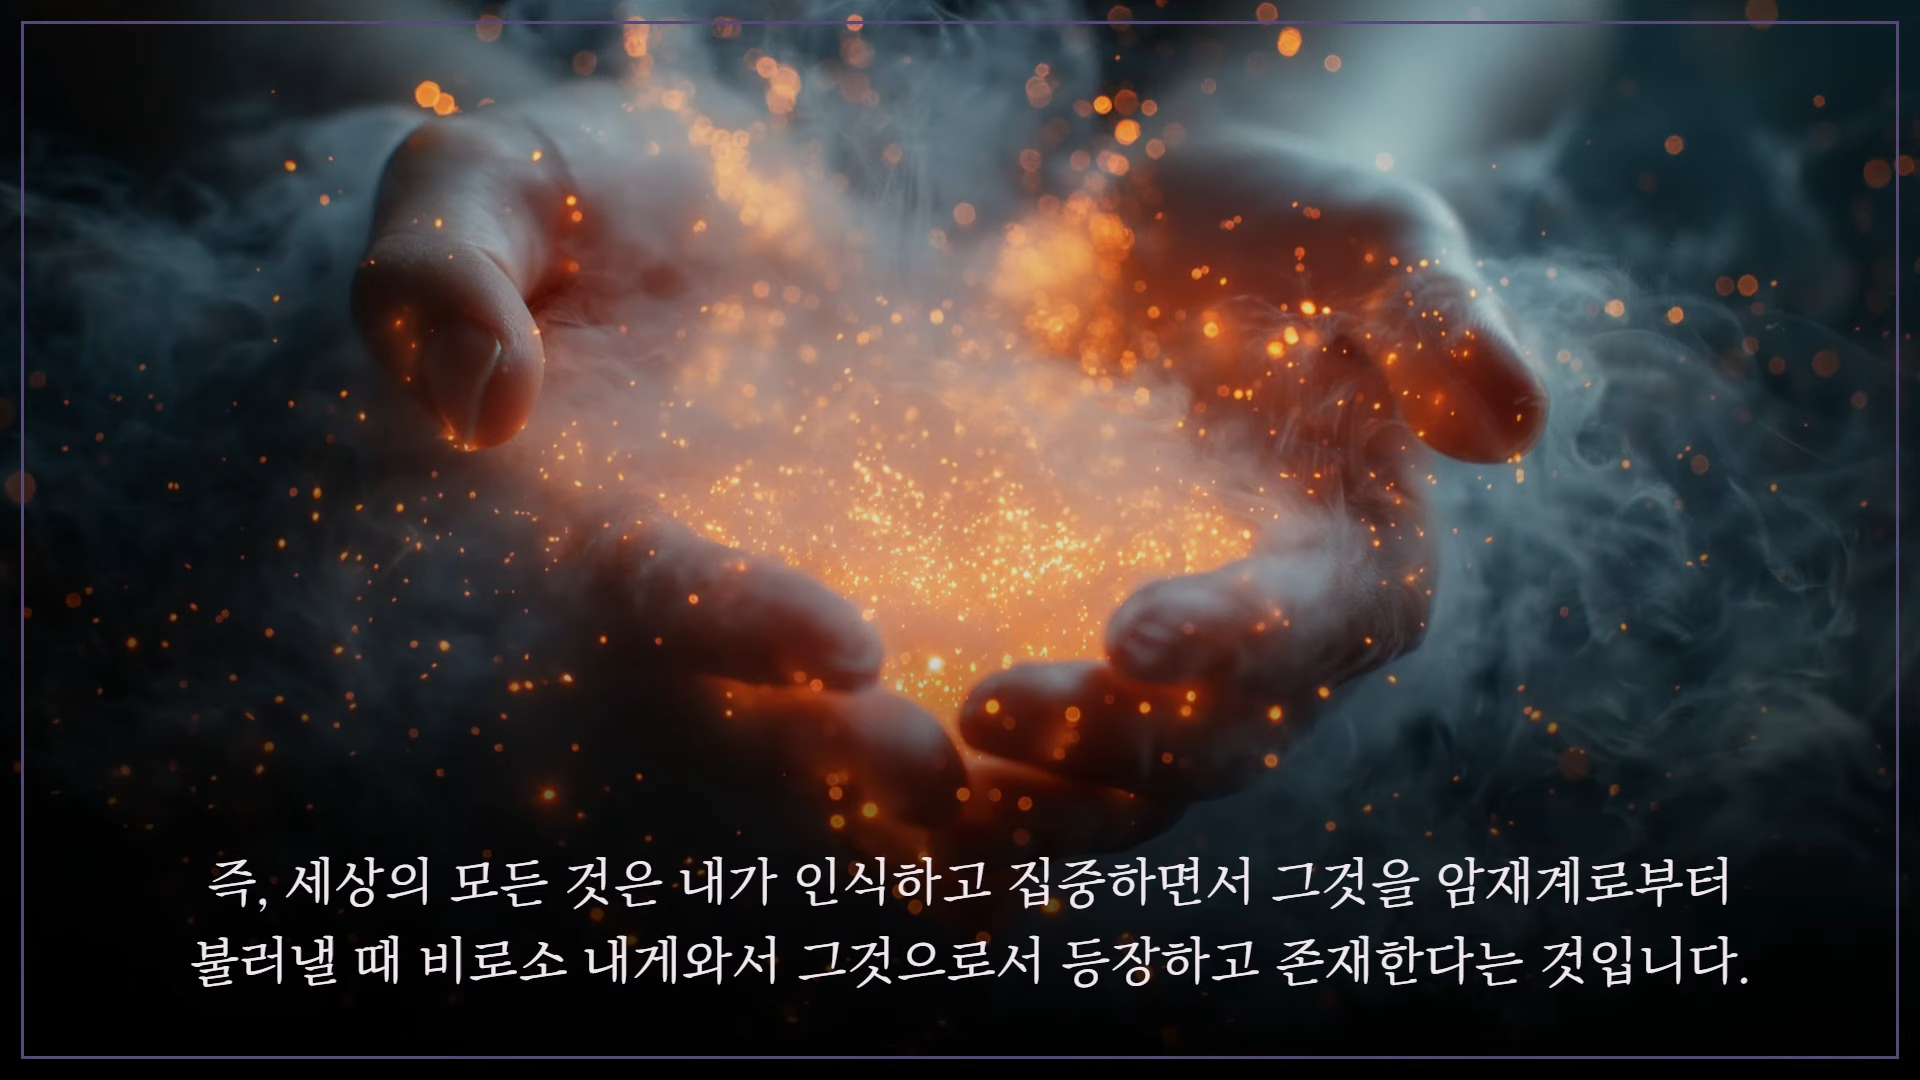 즉, 세상의 모든 것은 내가 인식하고 집중하면서 그것을 암재계로부터
불러낼 때 비로소 내게와서 그것으로서 등장하고 존재한다는 것입니다.